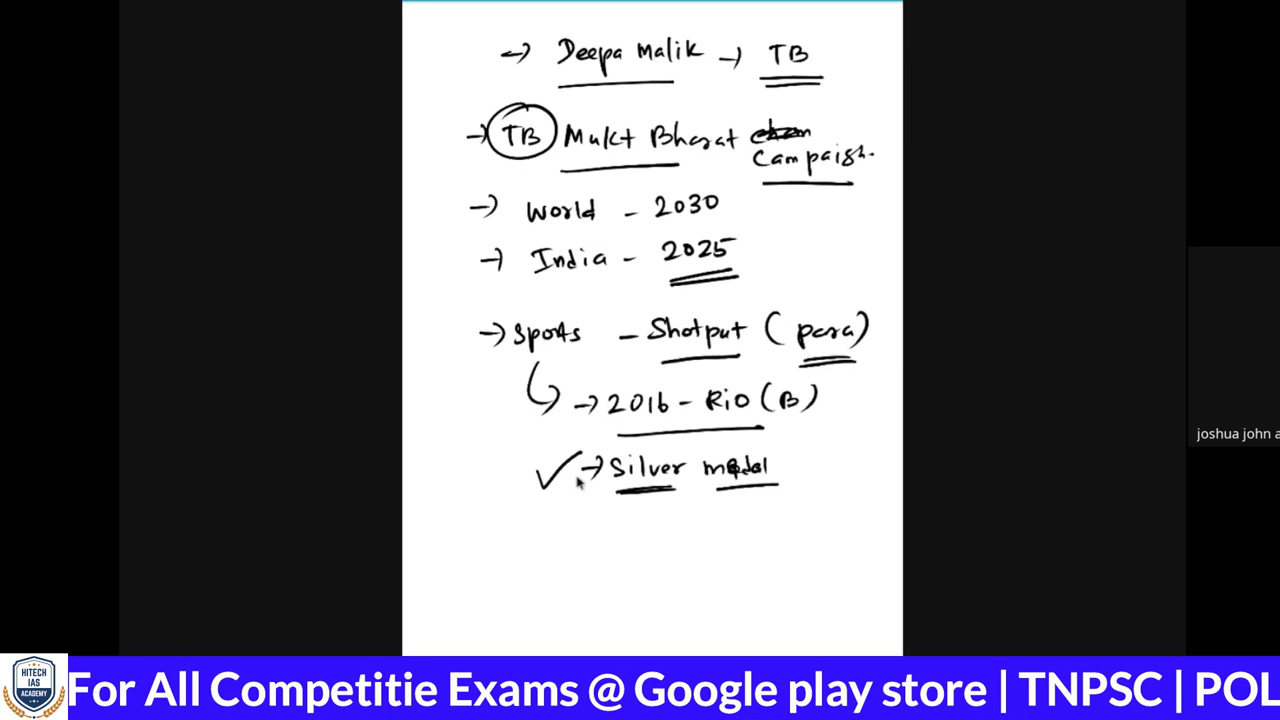 → Deepa Malik → TB
→ TB Mukt Bharat
Campaign.
→ World - 2030
→ India - 2025
→ Sports - Shotput (para)
→ 2016 - RiO (B)
✓ → Silver medal
joshua john a
HITECH
IAS
ACADEMY
For All Competitie Exams @ Google play store | TNPSC | POL